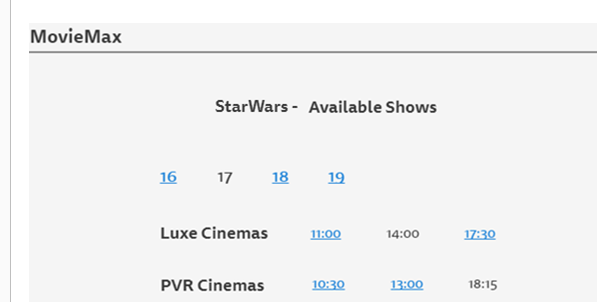 MovieMax
StarWars - Available Shows
16 17 18 19
Luxe Cinemas 11:00 14:00 17:30
PVR Cinemas 10:30 13:00 18:15